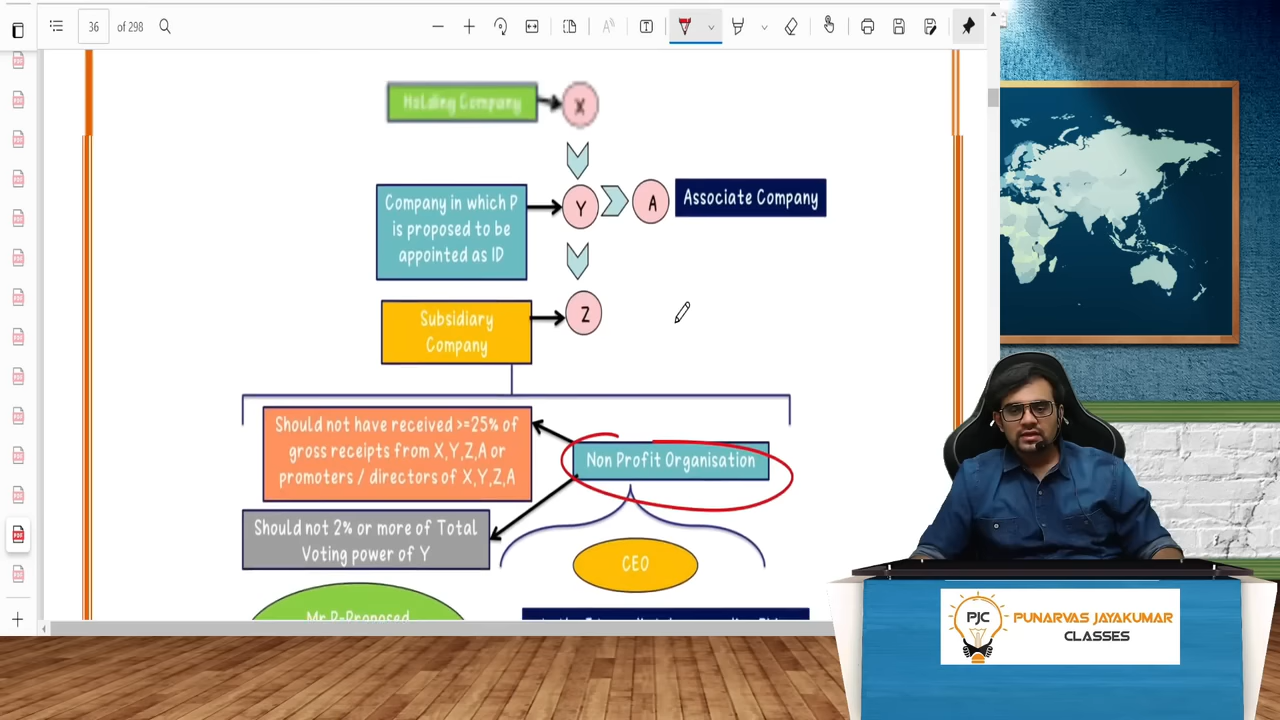 36 of 298
Holding Company
X
Company in which P
is proposed to be
appointed as ID
Y
A
Associate Company
Subsidiary
Company
Z
Should not have received >=25% of
gross receipts from X,Y,Z,A or
promoters / directors of X,Y,Z,A
Non Profit Organisation
Should not 2% or more of Total
Voting power of Y
CEO
Mr P-Proposed
PJC
PUNARVAS JAYAKUMAR
CLASSES